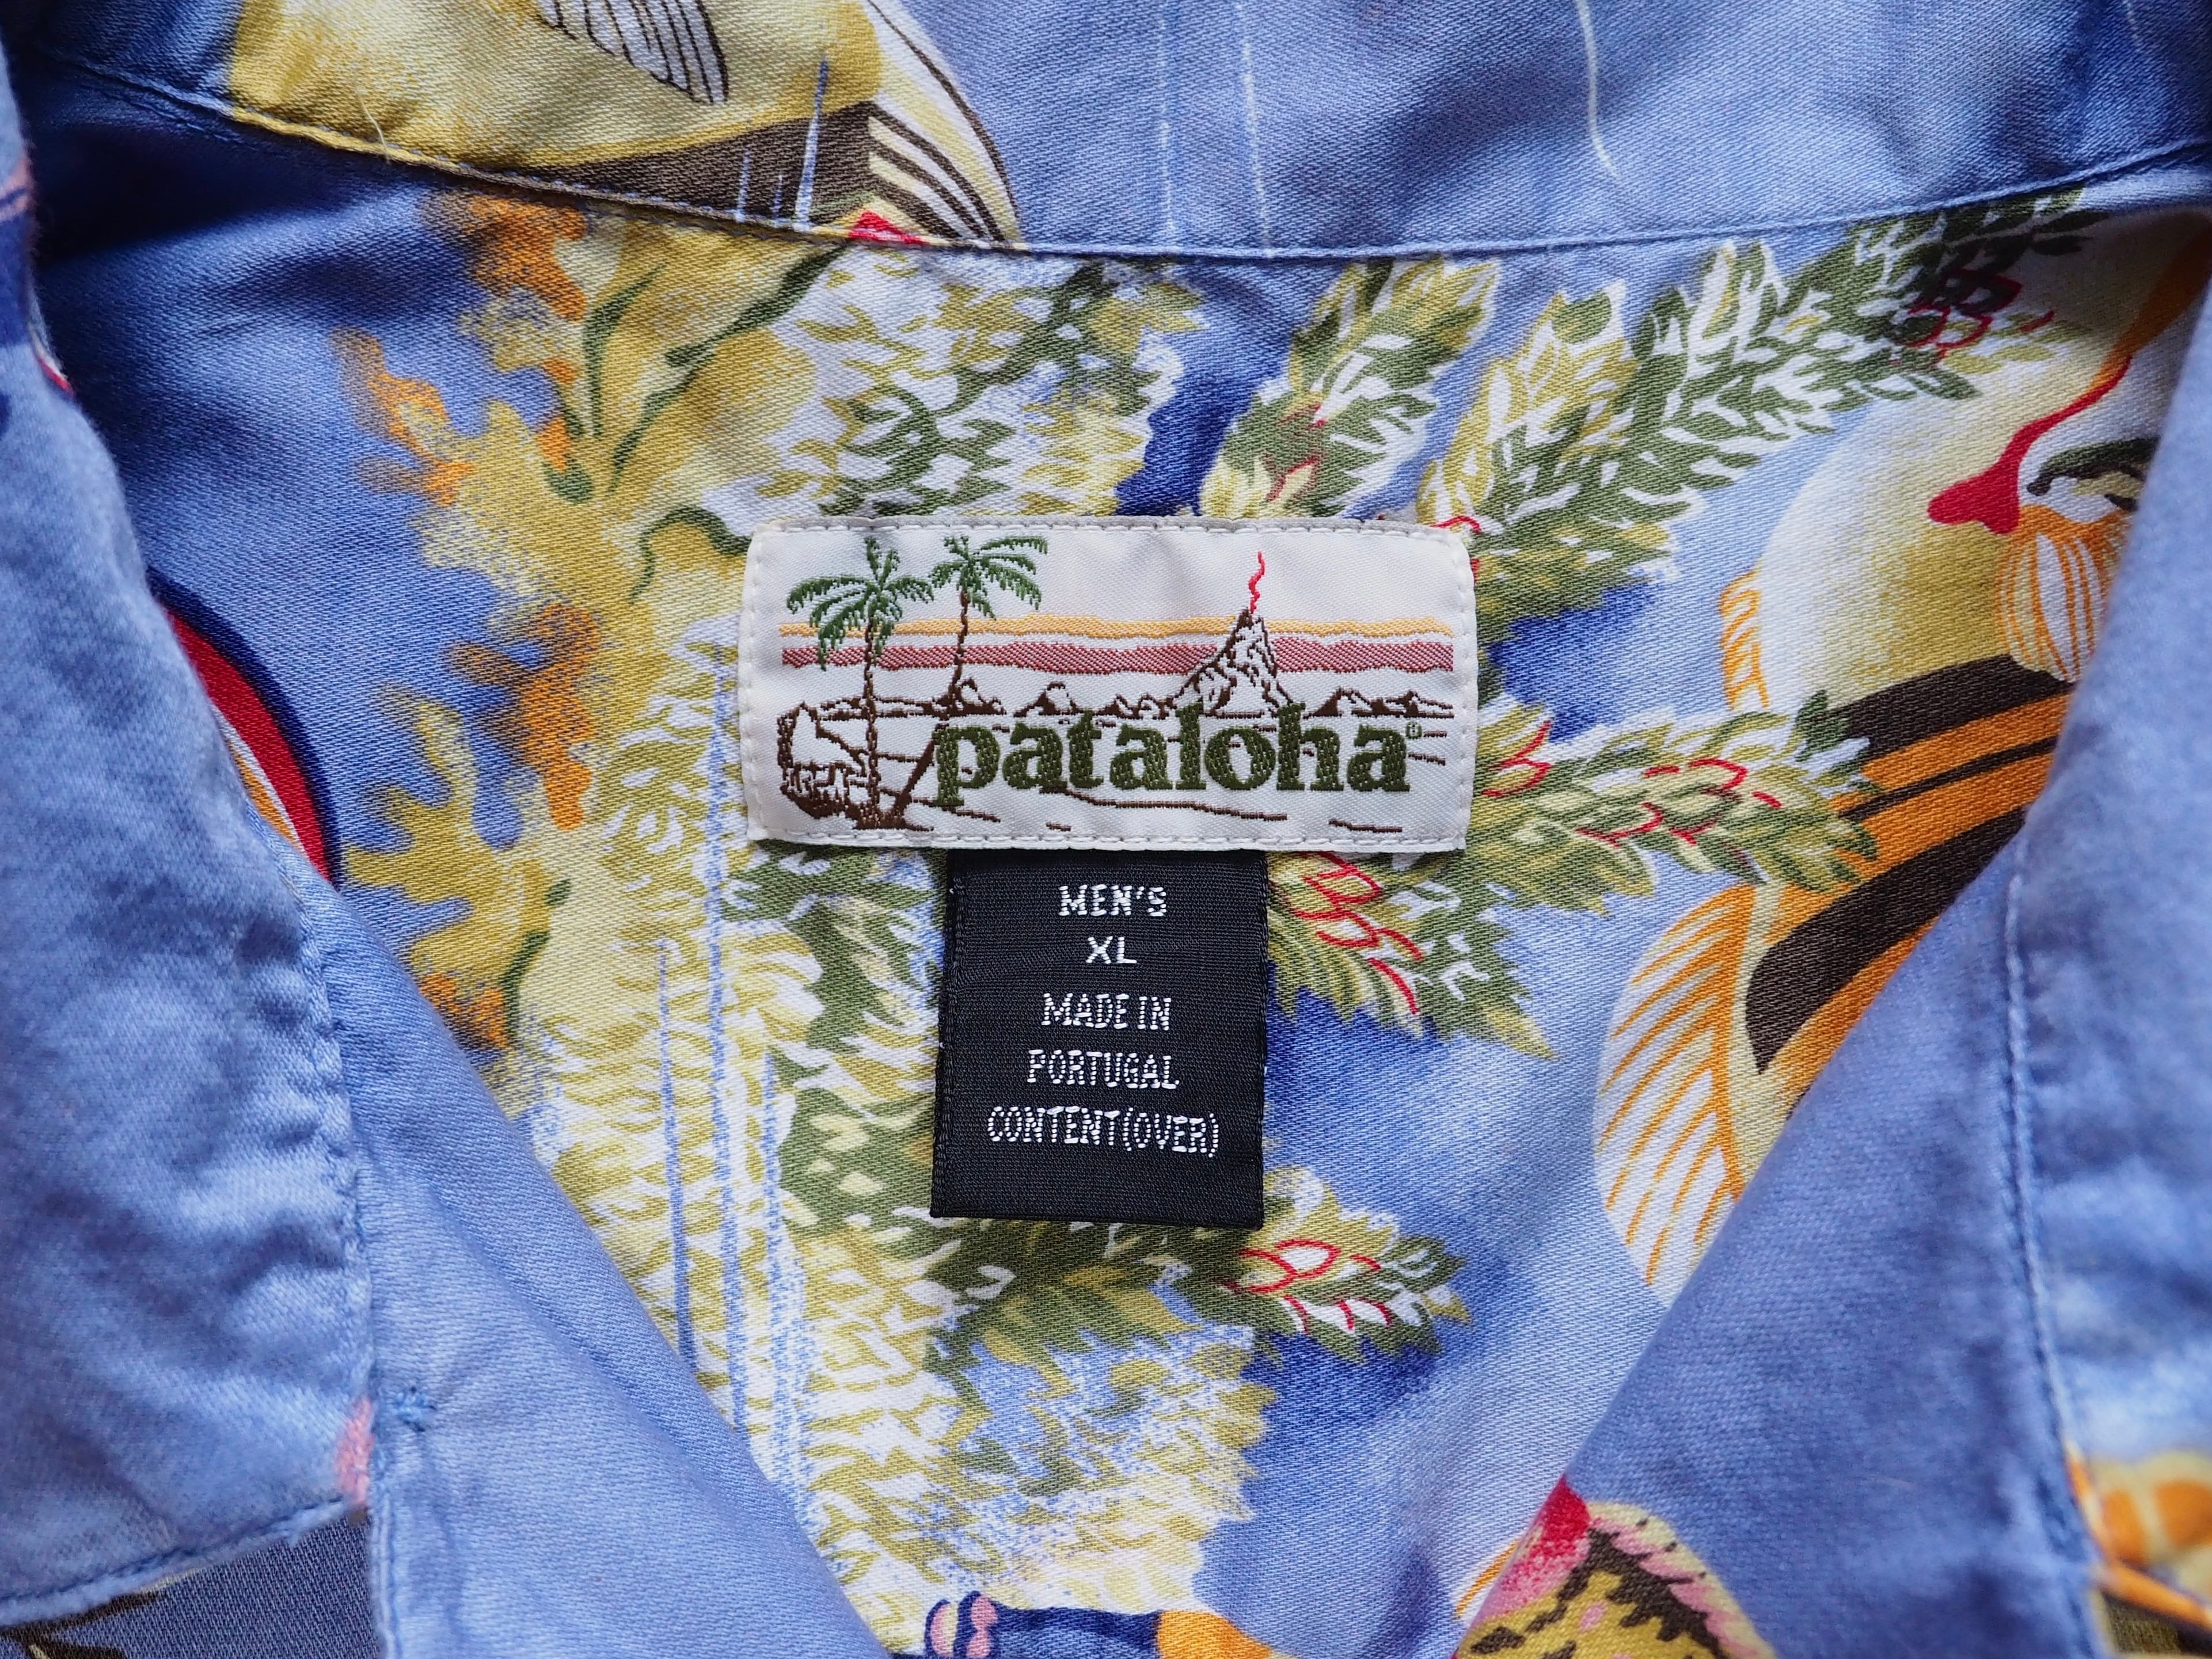 pataloha®
MEN'S
XL
MADE IN
PORTUGAL
CONTENT(OVER)